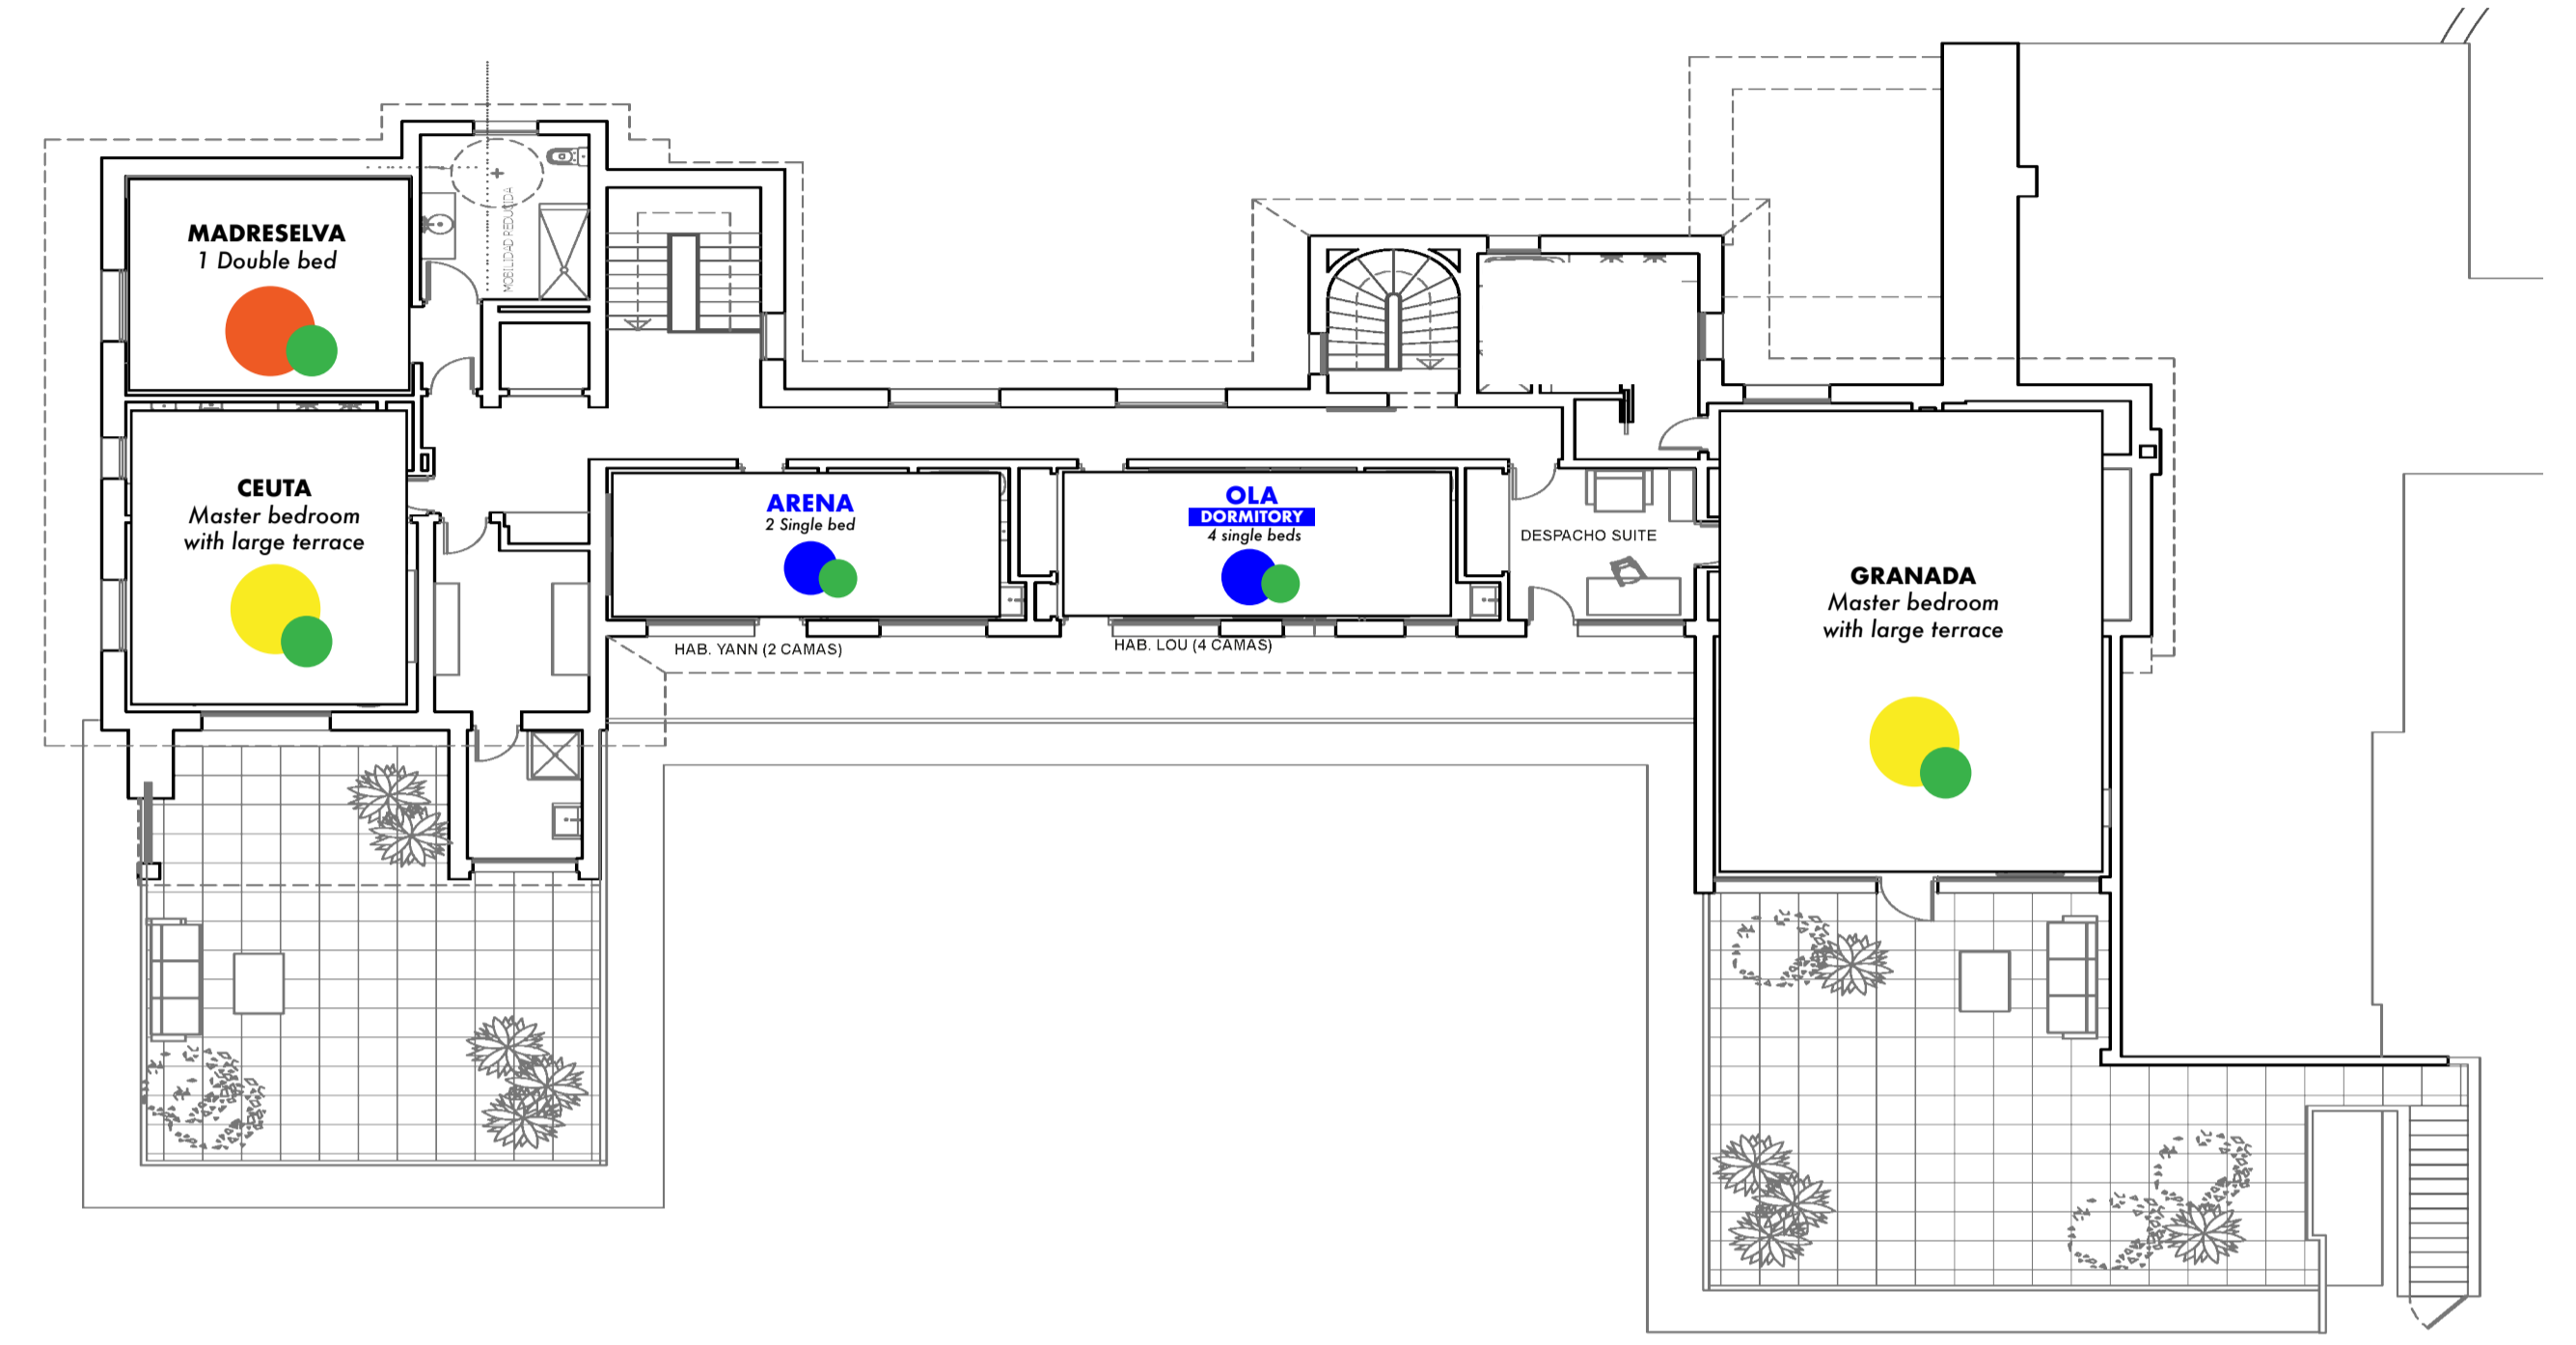 MADRESELVA
1 Double bed
MOBILIDAD REDUCIDA
CEUTA
Master bedroom
with large terrace
ARENA
2 Single bed
HAB. YANN (2 CAMAS)
OLA
DORMITORY
4 single beds
HAB. LOU (4 CAMAS)
DESPACHO SUITE
GRANADA
Master bedroom
with large terrace